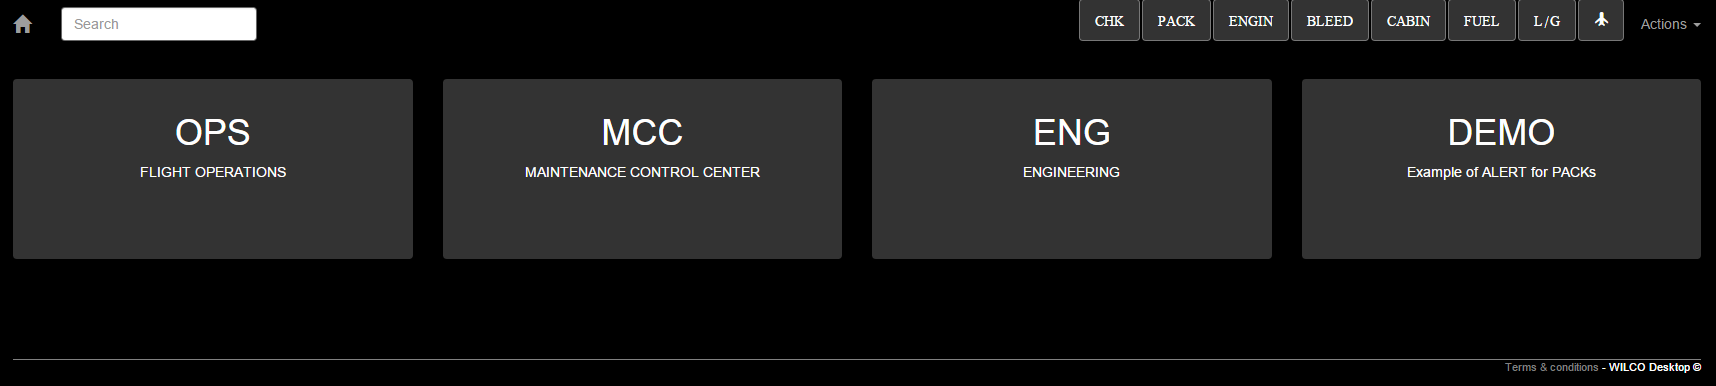 Search CHK PACK ENGIN BLEED CABIN FUEL L/G Actions
OPS
FLIGHT OPERATIONS
MCC
MAINTENANCE CONTROL CENTER
ENG
ENGINEERING
DEMO
Example of ALERT for PACKs
Terms & conditions - WILCO Desktop ©